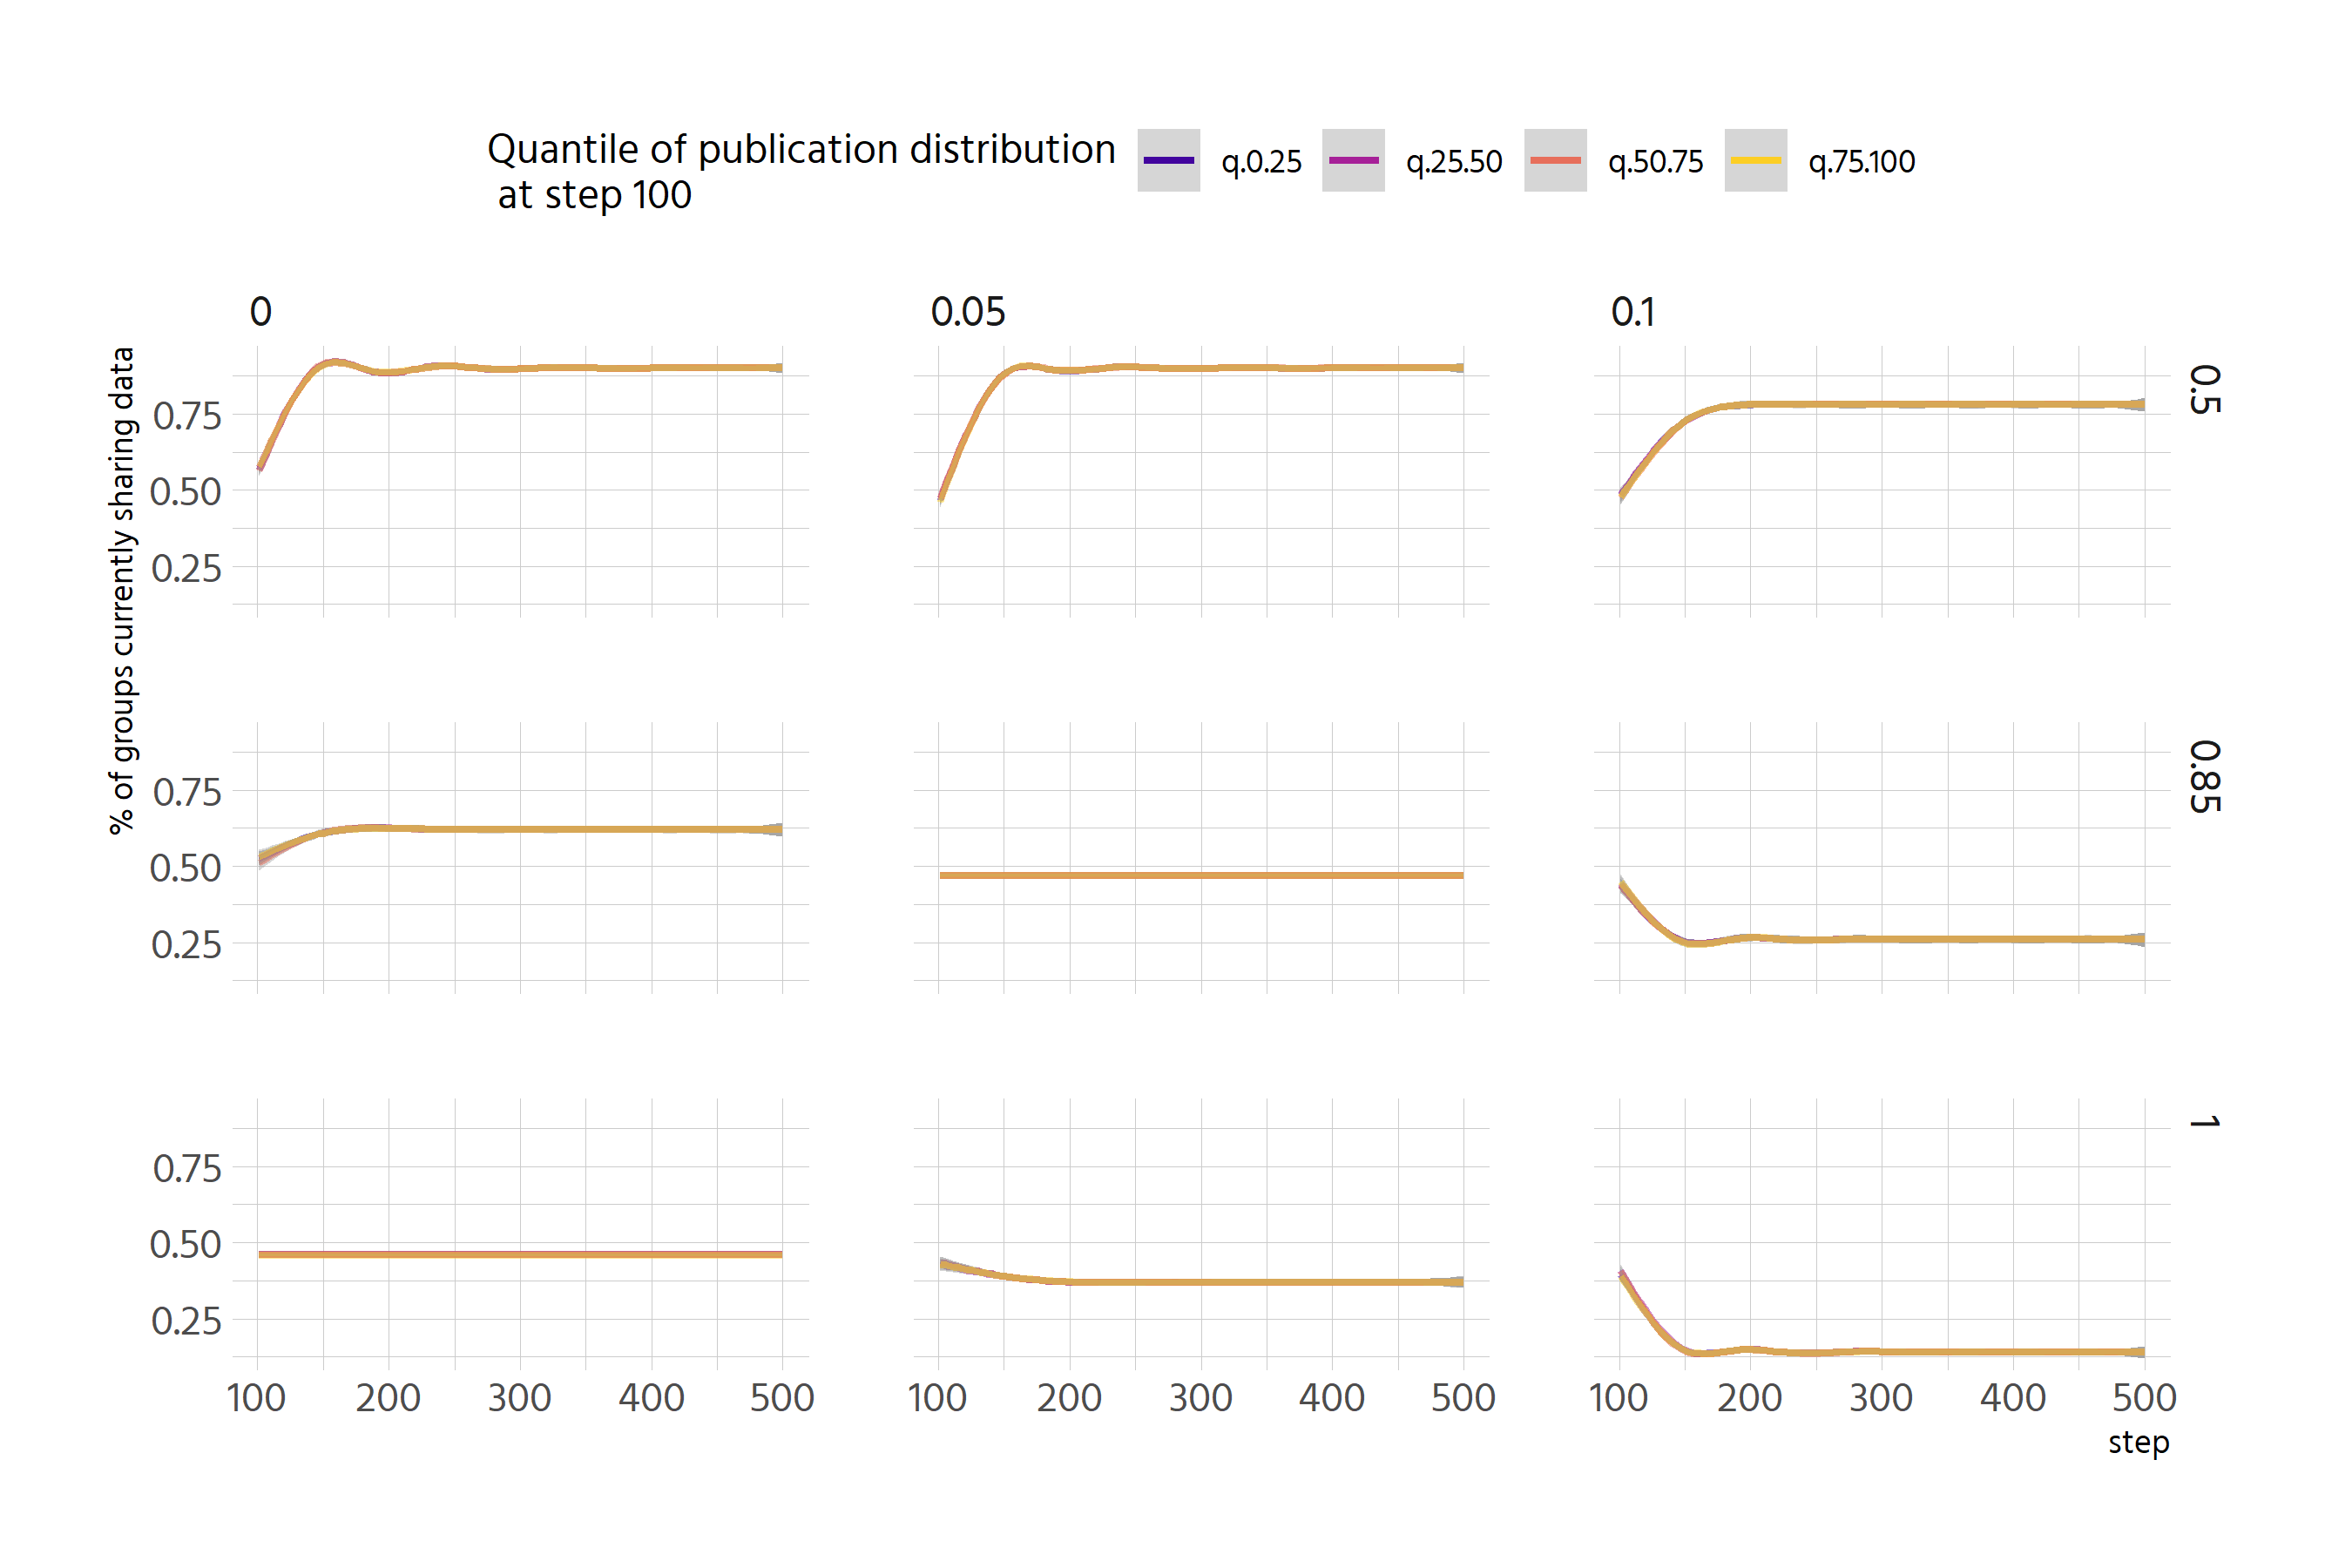 Quantile of publication distribution
at step 100
q.0.25
q.25.50
q.50.75
q.75.100
0
0.05
0.1
% of groups currently sharing data
0.75
0.50
0.25
0.5
0.75
0.50
0.25
0.85
0.75
0.50
0.25
1
100 200 300 400 500
100 200 300 400 500
100 200 300 400 500
step